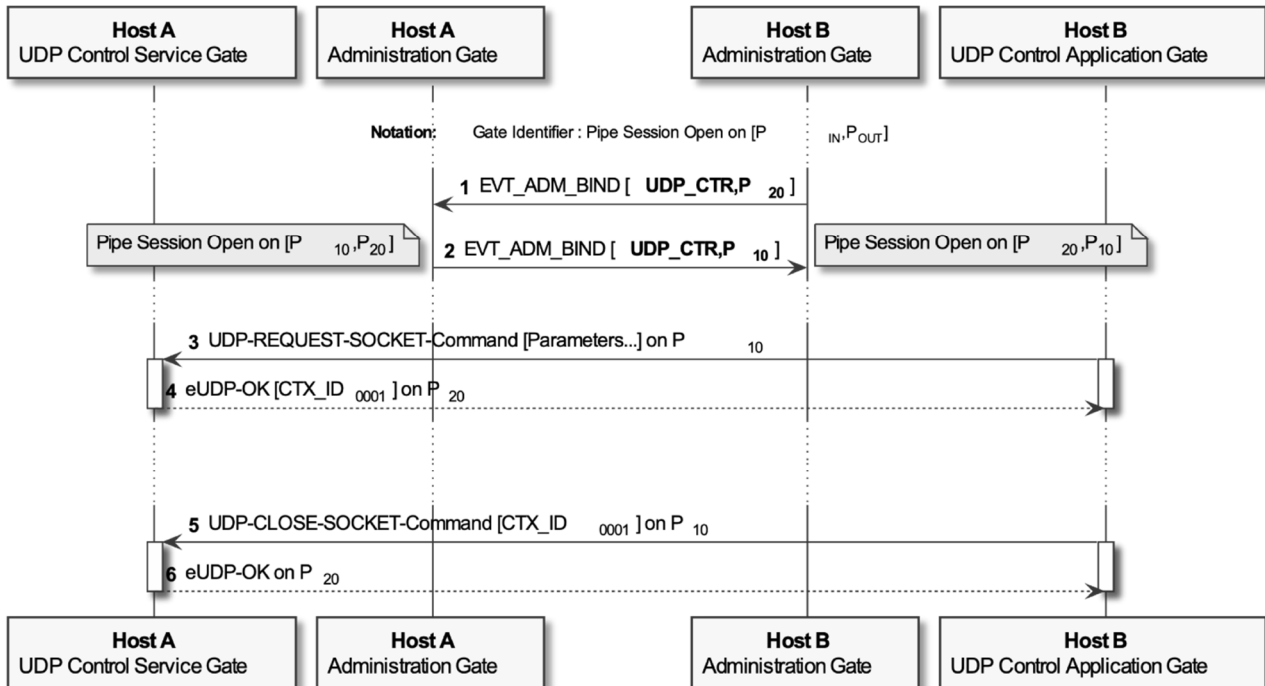 Host A
UDP Control Service Gate
Host A
Administration Gate
Host B
Administration Gate
Host B
UDP Control Application Gate
Notation: Gate Identifier : Pipe Session Open on [P IN,POUT]
1 EVT_ADM_BIND [ UDP_CTR,P 20 ]
Pipe Session Open on [P 10 ,P20 ]
2 EVT_ADM_BIND [ UDP_CTR,P 10 ]
Pipe Session Open on [P 20 ,P10 ]
3 UDP-REQUEST-SOCKET-Command [Parameters...] on P 10
4 eUDP-OK [CTX_ID 0001 ] on P 20
5 UDP-CLOSE-SOCKET-Command [CTX_ID 0001 ] on P 10
6 eUDP-OK on P 20
Host A
UDP Control Service Gate
Host A
Administration Gate
Host B
Administration Gate
Host B
UDP Control Application Gate